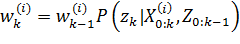 w_k^{(i)} = w_{k-1}^{(i)} P(z_k | X_{0:k}^{(i)}, Z_{0:k-1})